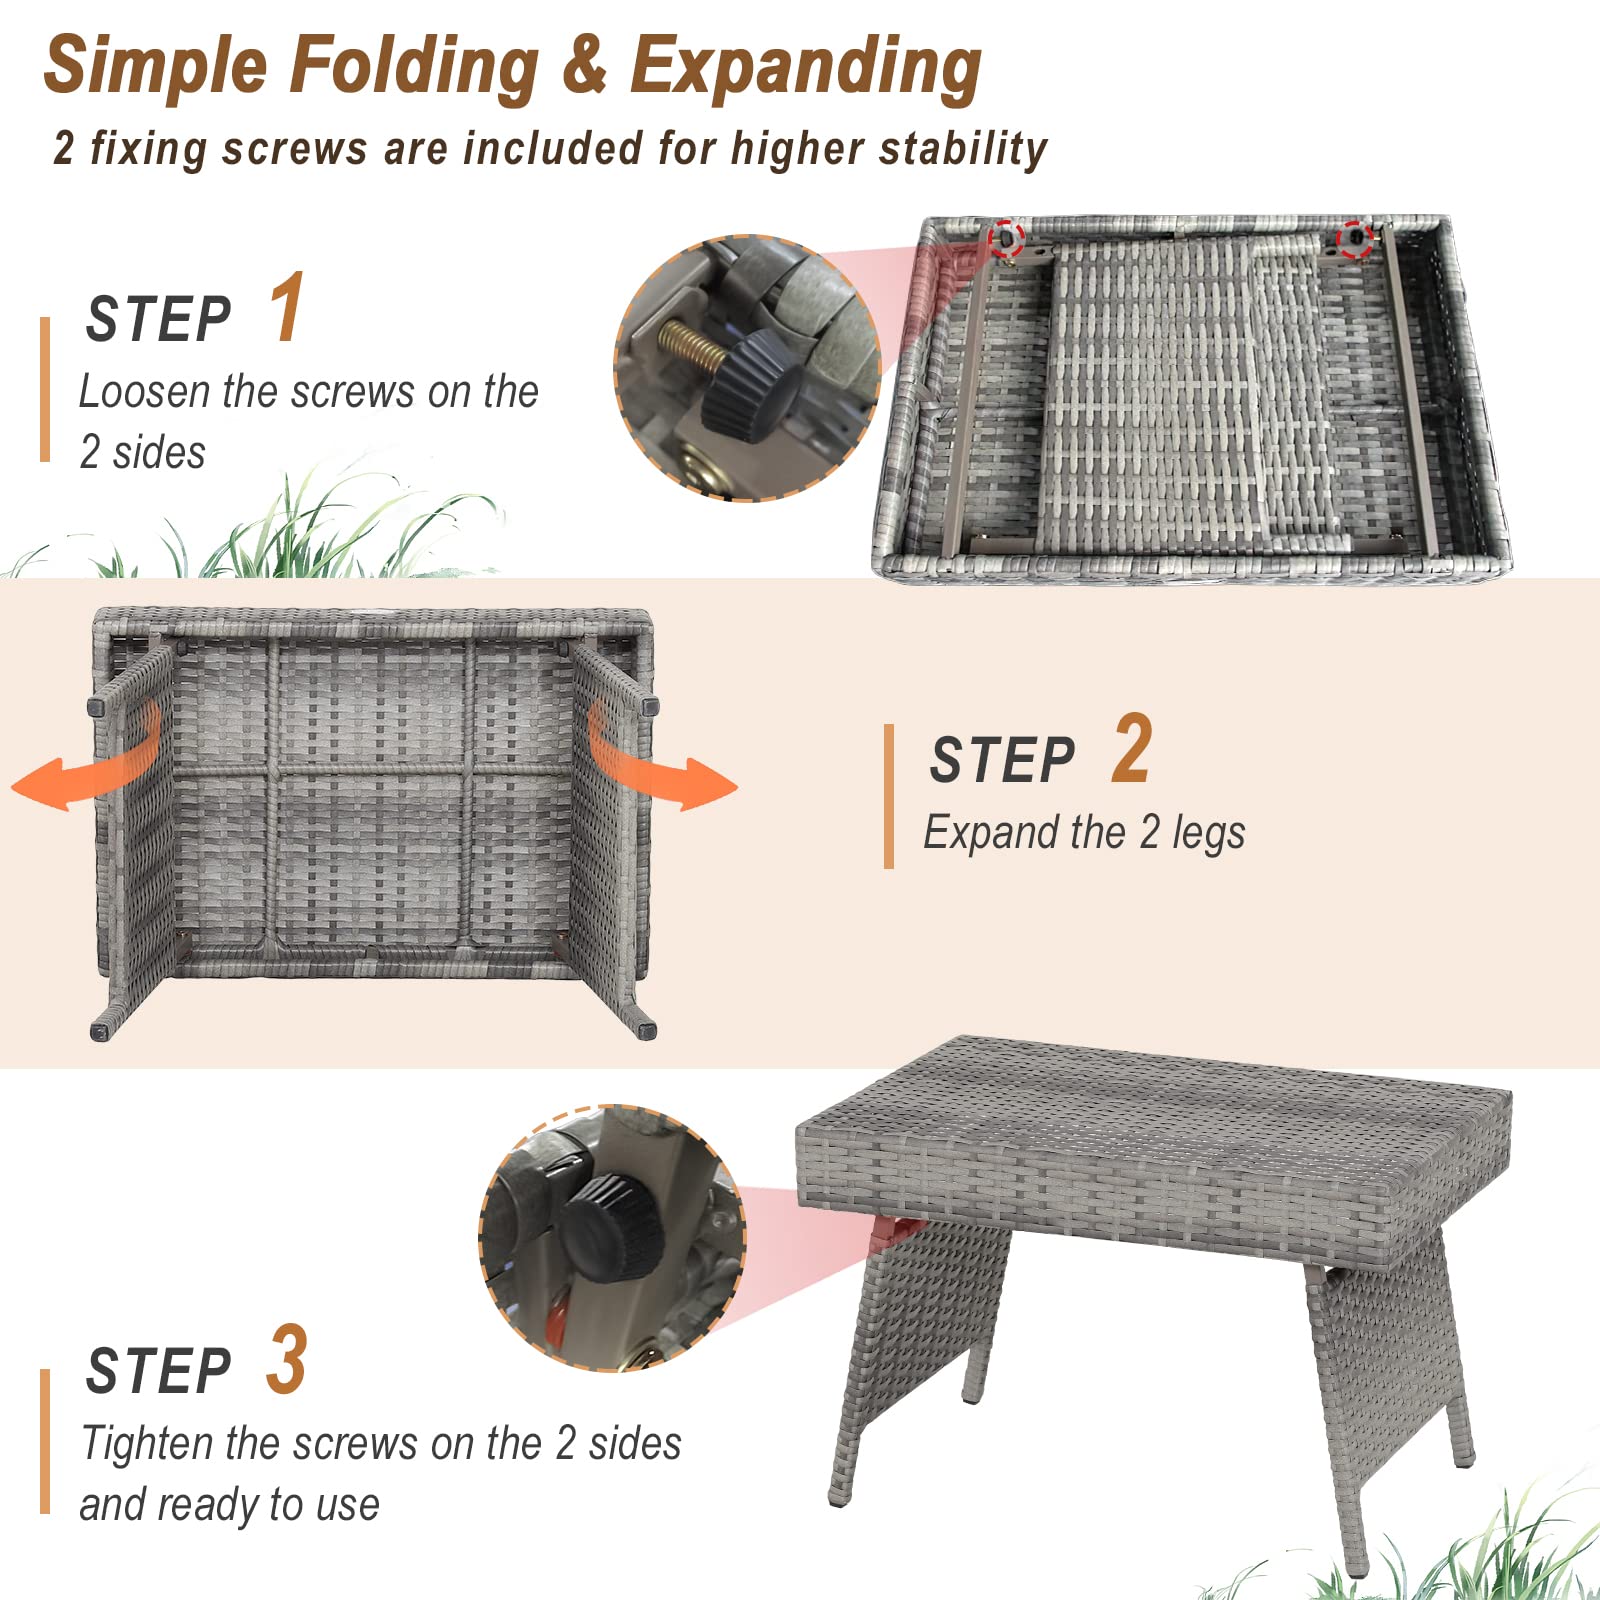 Simple Folding & Expanding
2 fixing screws are included for higher stability
STEP 1
Loosen the screws on the
2 sides
STEP 2
Expand the 2 legs
STEP 3
Tighten the screws on the 2 sides
and ready to use